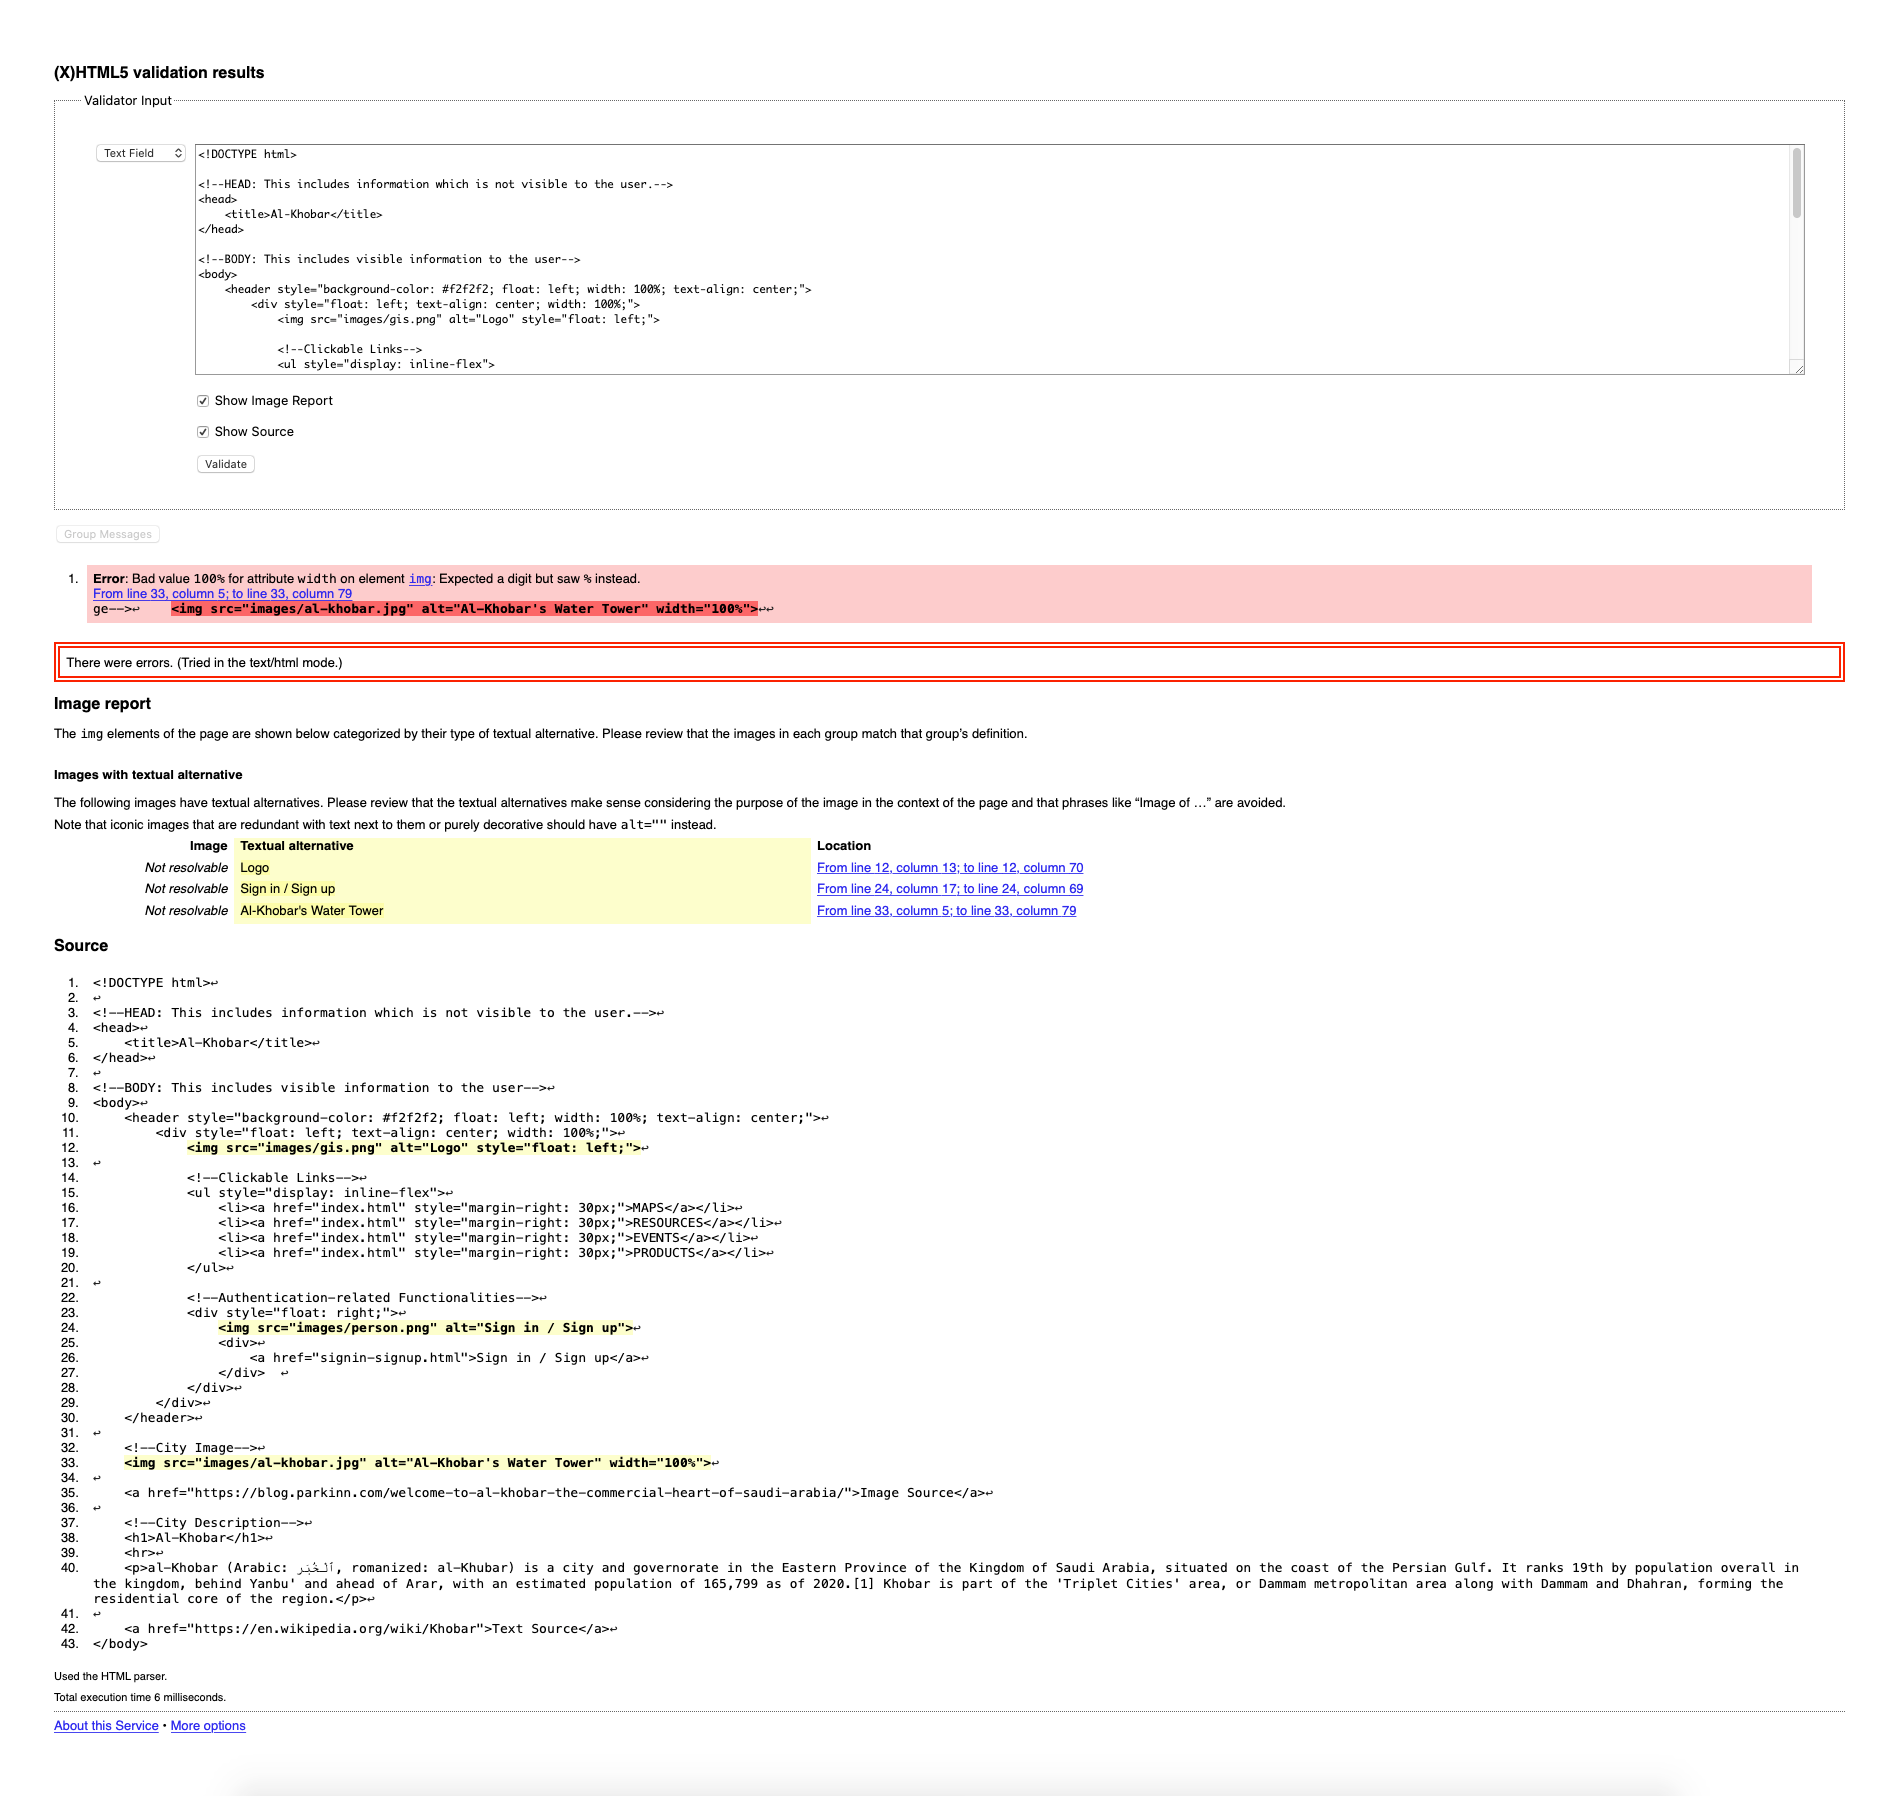 (X)HTML5 validation results
Validator Input
Text Field
<!DOCTYPE html>
<!--HEAD: This includes information which is not visible to the user.-->
<head>
    <title>Al-Khobar</title>
</head>
<!--BODY: This includes visible information to the user-->
<body>
    <header style="background-color: #f2f2f2; float: left; width: 100%; text-align: center;">
        <div style="float: left; text-align: center; width: 100%;">
            <img src="images/gis.png" alt="Logo" style="float: left;">
            <!--Clickable Links-->
            <ul style="display: inline-flex">
Show Image Report
Show Source
Validate
Group Messages
1. Error: Bad value 100% for attribute width on element img: Expected a digit but saw % instead.
From line 33, column 5; to line 33, column 79
ge-->↩    <img src="images/al-khobar.jpg" alt="Al-Khobar's Water Tower" width="100%">↩↩
There were errors. (Tried in the text/html mode.)
Image report
The img elements of the page are shown below categorized by their type of textual alternative. Please review that the images in each group match that group's definition.
Images with textual alternative
The following images have textual alternatives. Please review that the textual alternatives make sense considering the purpose of the image in the context of the page and that phrases like “Image of …” are avoided.
Note that iconic images that are redundant with text next to them or purely decorative should have alt="" instead.
Image Textual alternative Location
Not resolvable Logo From line 12, column 13; to line 12, column 70
Not resolvable Sign in / Sign up From line 24, column 17; to line 24, column 69
Not resolvable Al-Khobar's Water Tower From line 33, column 5; to line 33, column 79
Source
1. <!DOCTYPE html>↩
2. ↩
3. <!--HEAD: This includes information which is not visible to the user.-->↩
4. <head>↩
5.     <title>Al-Khobar</title>↩
6. </head>↩
7. ↩
8. <!--BODY: This includes visible information to the user-->↩
9. <body>↩
10.     <header style="background-color: #f2f2f2; float: left; width: 100%; text-align: center;">↩
11.         <div style="float: left; text-align: center; width: 100%;">↩
12.             <img src="images/gis.png" alt="Logo" style="float: left;">↩
13. ↩
14.             <!--Clickable Links-->↩
15.             <ul style="display: inline-flex">↩
16.                 <li><a href="index.html" style="margin-right: 30px;">MAPS</a></li>↩
17.                 <li><a href="index.html" style="margin-right: 30px;">RESOURCES</a></li>↩
18.                 <li><a href="index.html" style="margin-right: 30px;">EVENTS</a></li>↩
19.                 <li><a href="index.html" style="margin-right: 30px;">PRODUCTS</a></li>↩
20.             </ul>↩
21. ↩
22.             <!--Authentication-related Functionalities-->↩
23.             <div style="float: right;">↩
24.                 <img src="images/person.png" alt="Sign in / Sign up">↩
25.                 <div>↩
26.                     <a href="signin-signup.html">Sign in / Sign up</a>↩
27.                 </div>  ↩
28.             </div>↩
29.         </div>↩
30.     </header>↩
31. ↩
32.     <!--City Image-->↩
33.     <img src="images/al-khobar.jpg" alt="Al-Khobar's Water Tower" width="100%">↩
34. ↩
35.     <a href="https://blog.parkinn.com/welcome-to-al-khobar-the-commercial-heart-of-saudi-arabia/">Image Source</a>↩
36. ↩
37.     <!--City Description-->↩
38.     <h1>Al-Khobar</h1>↩
39.     <hr>↩
40.     <p>al-Khobar (Arabic: ٱلْخُبَر, romanized: al-Khubar) is a city and governorate in the Eastern Province of the Kingdom of Saudi Arabia, situated on the coast of the Persian Gulf. It ranks 19th by population overall in
the kingdom, behind Yanbu' and ahead of Arar, with an estimated population of 165,799 as of 2020.[1] Khobar is part of the 'Triplet Cities' area, or Dammam metropolitan area along with Dammam and Dhahran, forming the
residential core of the region.</p>↩
41. ↩
42.     <a href="https://en.wikipedia.org/wiki/Khobar">Text Source</a>↩
43. </body>
Used the HTML parser.
Total execution time 6 milliseconds.
About this Service • More options